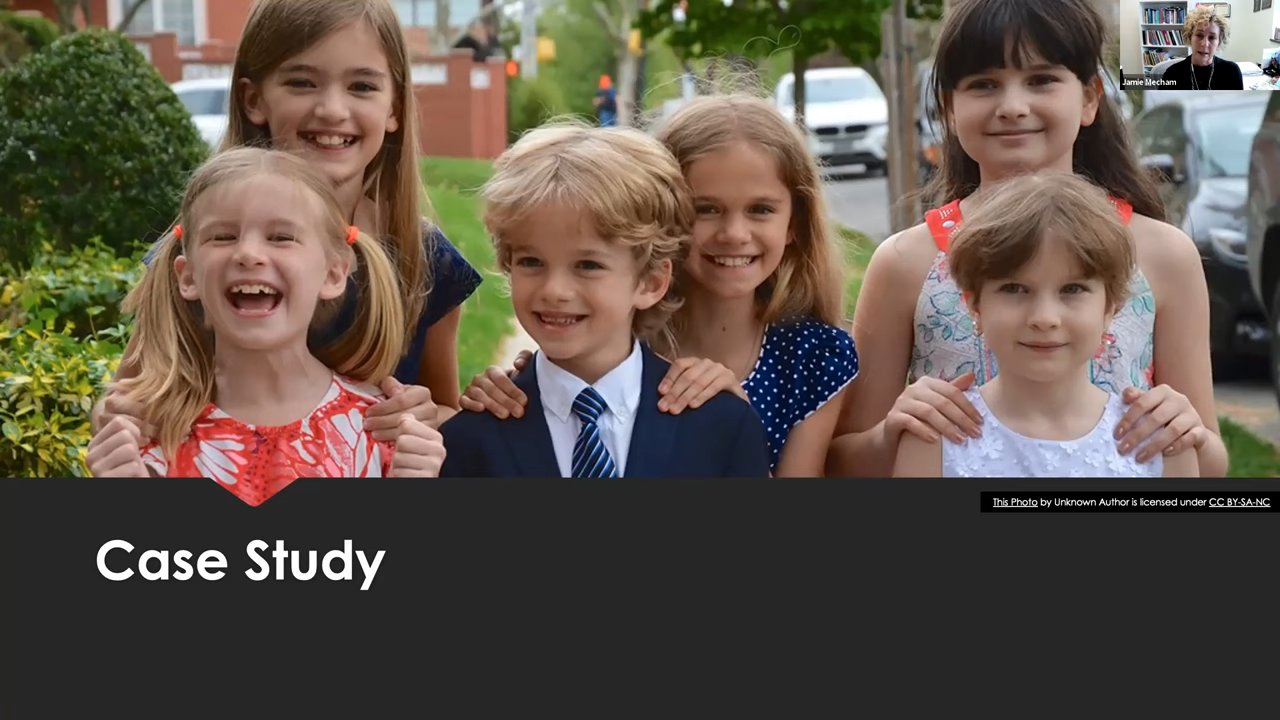 Jamie Mecham
This Photo by Unknown Author is licensed under CC BY-SA-NC
Case Study